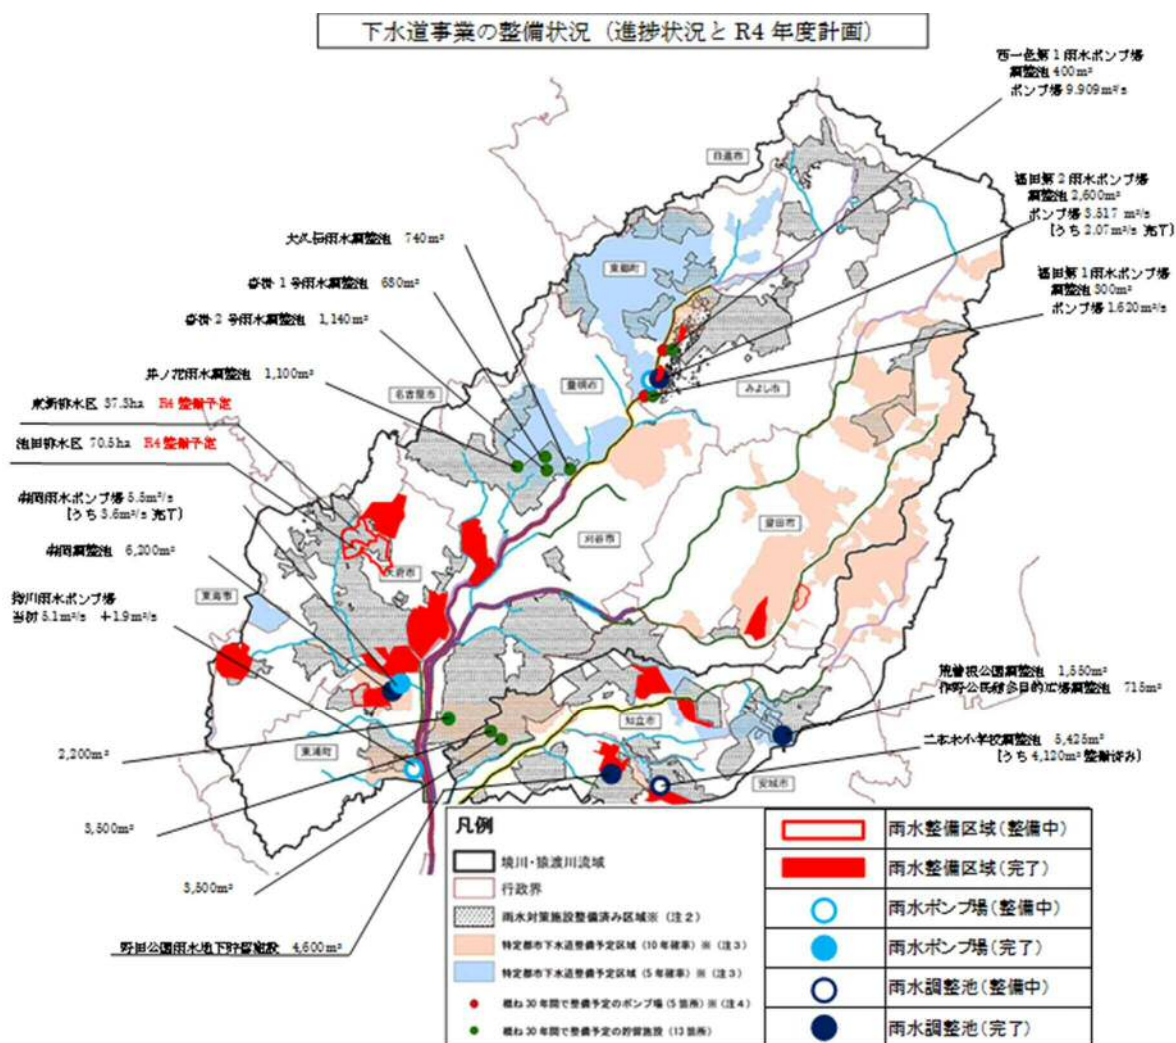 下水道事業の整備状況（進捗状況と R4 年度計画）
西一色第1雨水ポンプ場
調整池 400m²
ポンプ場 9.909m³/s
福田第2雨水ポンプ場
調整池 2,600m²
ポンプ場 3.517 m³/s
［うち 2.07m³/s 完了］
福田第1雨水ポンプ場
調整池 300m²
ポンプ場 1.620m³/s
大久伝雨水調整池 740m²
沓掛1号雨水調整池 680m²
沓掛2号雨水調整池 1,140m²
井ノ花雨水調整池 1,100m²
東新排水区 37.3ha R4 整備予定
池田排水区 70.5ha R4 整備予定
雨水ポンプ場 5.5m³/s
［うち 3.6m³/s 完了］
調整池 6,200m²
雨水ポンプ場
当初 5.1m³/s +1.9m³/s
2,200m²
3,500m²
3,500m²
野田公園雨水地下貯留施設 4,600m²
荒曽根公園調整池 1,550m²
作野公民館多目的広場調整池 715m²
二本木小学校調整池 5,425m²
［うち 4,120m² 整備済み］
日進市
東郷町
豊明市
みよし市
名古屋市
豊田市
刈谷市
大府市
東海市
知立市
東浦町
安城市
凡例
境川・猿渡川流域
行政界
雨水対策施設整備済み区域※（注２）
特定都市下水道整備予定区域（10年確率）※（注３）
特定都市下水道整備予定区域（5年確率）※（注３）
概ね30年間で整備予定のポンプ場（5箇所）※（注４）
概ね30年間で整備予定の貯留施設（13箇所）
雨水整備区域（整備中）
雨水整備区域（完了）
雨水ポンプ場（整備中）
雨水ポンプ場（完了）
雨水調整池（整備中）
雨水調整池（完了）